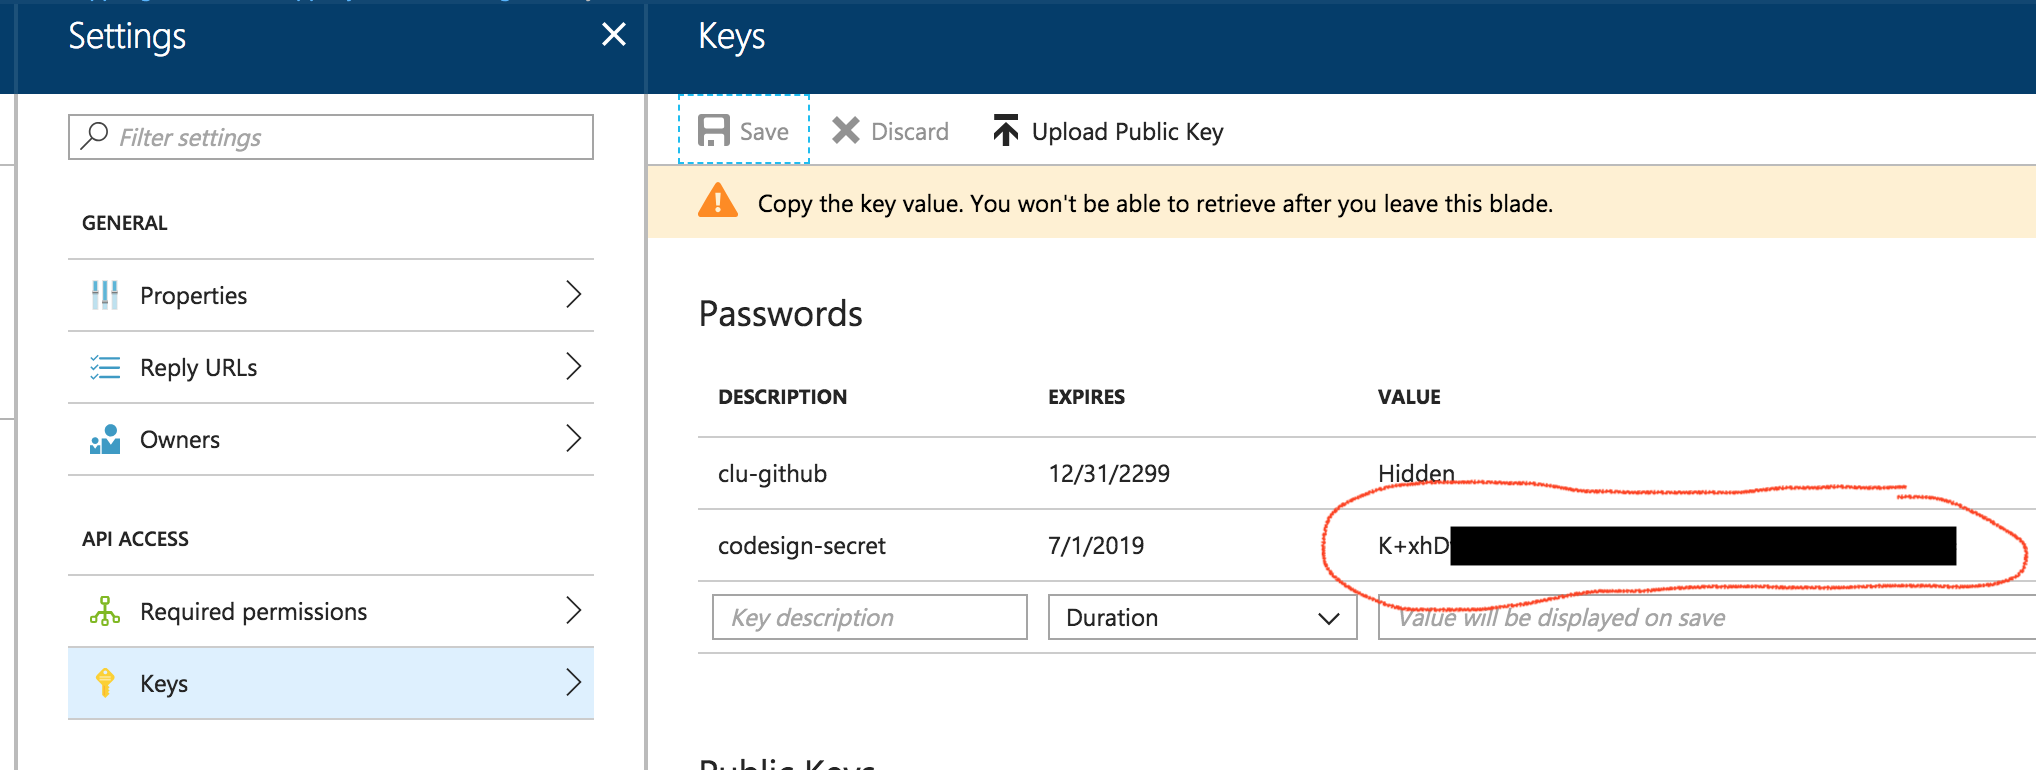 Settings
Filter settings
GENERAL
Properties
Reply URLs
Owners
API ACCESS
Required permissions
Keys
Keys
Save Discard Upload Public Key
Copy the key value. You won't be able to retrieve after you leave this blade.
Passwords
DESCRIPTION EXPIRES VALUE
clu-github 12/31/2299 Hidden
codesign-secret 7/1/2019 K+xhD
Key description Duration Value will be displayed on save
Public Keys